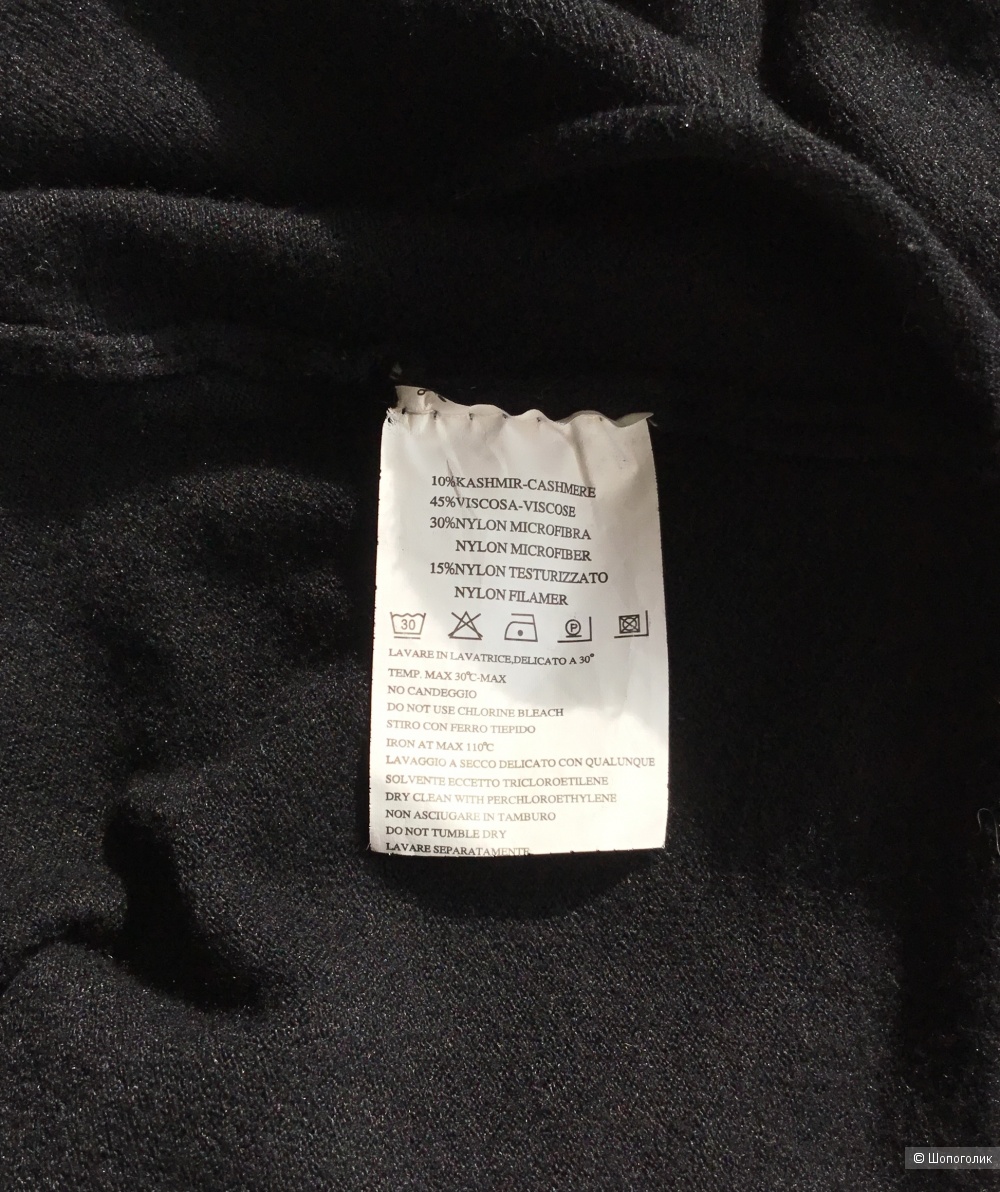 10%KASHMIR-CASHMERE
45%VISCOSA-VISCOSE
30%NYLON MICROFIBRA
NYLON MICROFIBER
15%NYLON TESTURIZZATO
NYLON FILAMER
30
P
LAVARE IN LAVATRICE,DELICATO A 30°
TEMP. MAX 30℃-MAX
NO CANDEGGIO
DO NOT USE CHLORINE BLEACH
STIRO CON FERRO TIEPIDO
IRON AT MAX 110℃
LAVAGGIO A SECCO DELICATO CON QUALUNQUE
SOLVENTE ECCETTO TRICLOROETILENE
DRY CLEAN WITH PERCHLOROETHYLENE
NON ASCIUGARE IN TAMBURO
DO NOT TUMBLE DRY
LAVARE SEPARATAMENTE
© Шопоголик